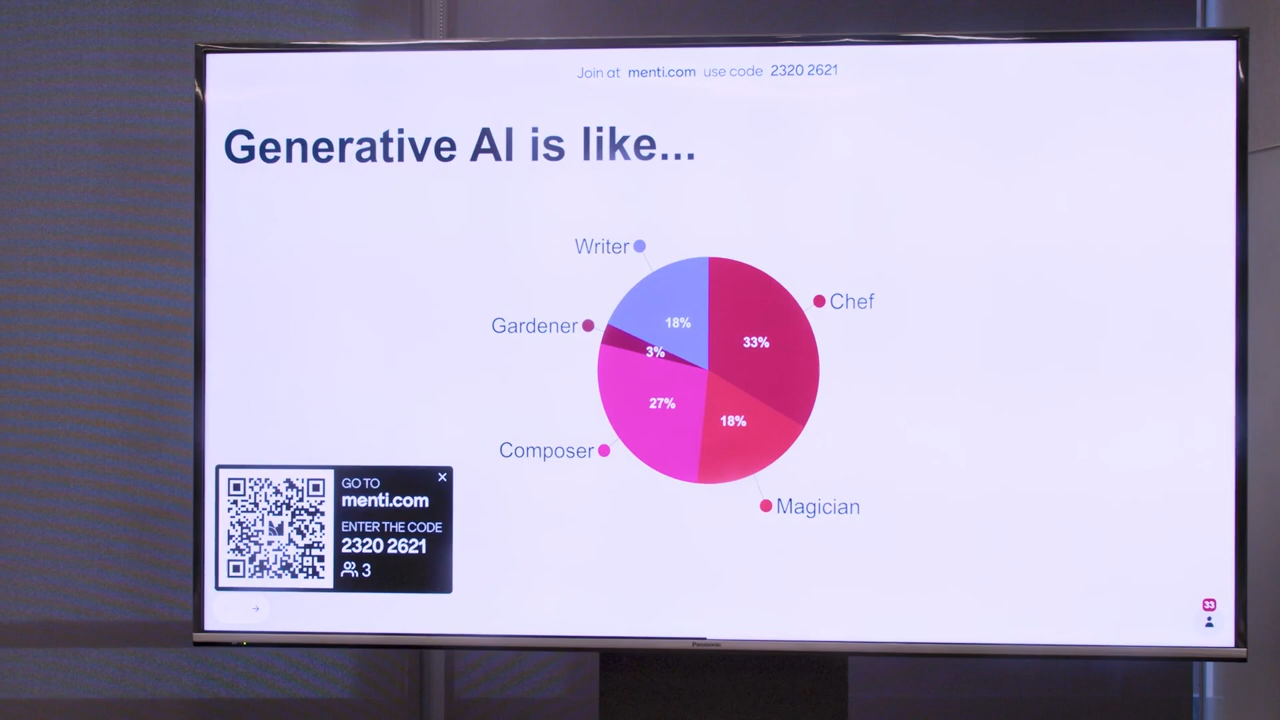 Join at menti.com use code 2320 2621
Generative AI is like...
Writer
Chef
18%
Gardener
33%
3%
27%
18%
Composer
Magician
GO TO
menti.com
ENTER THE CODE
2320 2621
3
33
Panasonic